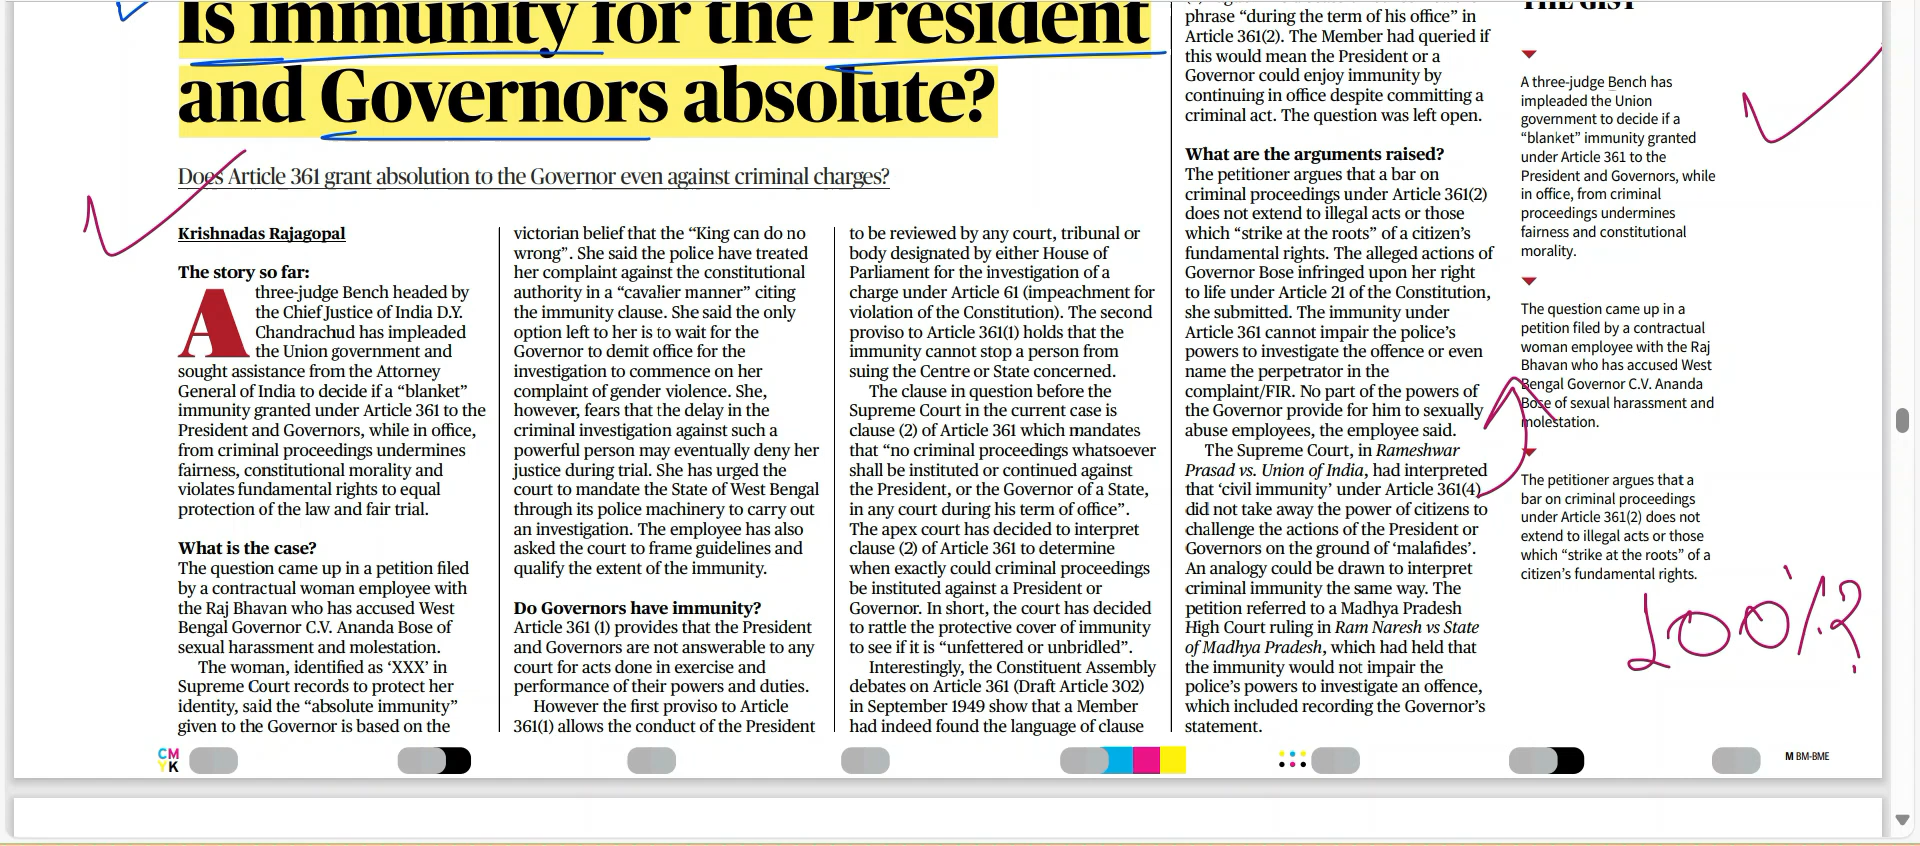 Is immunity for the President
and Governors absolute?
Does Article 361 grant absolution to the Governor even against criminal charges?
Krishnadas Rajagopal
The story so far:
A three-judge Bench headed by
the Chief Justice of India D.Y.
Chandrachud has impleaded
the Union government and
sought assistance from the Attorney
General of India to decide if a “blanket”
immunity granted under Article 361 to the
President and Governors, while in office,
from criminal proceedings undermines
fairness, constitutional morality and
violates fundamental rights to equal
protection of the law and fair trial.
What is the case?
The question came up in a petition filed
by a contractual woman employee with
the Raj Bhavan who has accused West
Bengal Governor C.V. Ananda Bose of
sexual harassment and molestation.
The woman, identified as ‘XXX’ in
Supreme Court records to protect her
identity, said the “absolute immunity”
given to the Governor is based on the
victorian belief that the “King can do no
wrong”. She said the police have treated
her complaint against the constitutional
authority in a “cavalier manner” citing
the immunity clause. She said the only
option left to her is to wait for the
Governor to demit office for the
investigation to commence on her
complaint of gender violence. She,
however, fears that the delay in the
criminal investigation against such a
powerful person may eventually deny her
justice during trial. She has urged the
court to mandate the State of West Bengal
through its police machinery to carry out
an investigation. The employee has also
asked the court to frame guidelines and
qualify the extent of the immunity.
Do Governors have immunity?
Article 361 (1) provides that the President
and Governors are not answerable to any
court for acts done in exercise and
performance of their powers and duties.
However the first proviso to Article
361(1) allows the conduct of the President
to be reviewed by any court, tribunal or
body designated by either House of
Parliament for the investigation of a
charge under Article 61 (impeachment for
violation of the Constitution). The second
proviso to Article 361(1) holds that the
immunity cannot stop a person from
suing the Centre or State concerned.
The clause in question before the
Supreme Court in the current case is
clause (2) of Article 361 which mandates
that “no criminal proceedings whatsoever
shall be instituted or continued against
the President, or the Governor of a State,
in any court during his term of office”.
The apex court has decided to interpret
clause (2) of Article 361 to determine
when exactly could criminal proceedings
be instituted against a President or
Governor. In short, the court has decided
to rattle the protective cover of immunity
to see if it is “unfettered or unbridled”.
Interestingly, the Constituent Assembly
debates on Article 361 (Draft Article 302)
in September 1949 show that a Member
had indeed found the language of clause
phrase “during the term of his office” in
Article 361(2). The Member had queried if
this would mean the President or a
Governor could enjoy immunity by
continuing in office despite committing a
criminal act. The question was left open.
What are the arguments raised?
The petitioner argues that a bar on
criminal proceedings under Article 361(2)
does not extend to illegal acts or those
which “strike at the roots” of a citizen’s
fundamental rights. The alleged actions of
Governor Bose infringed upon her right
to life under Article 21 of the Constitution,
she submitted. The immunity under
Article 361 cannot impair the police’s
powers to investigate the offence or even
name the perpetrator in the
complaint/FIR. No part of the powers of
the Governor provide for him to sexually
abuse employees, the employee said.
The Supreme Court, in Rameshwar
Prasad vs. Union of India, had interpreted
that ‘civil immunity’ under Article 361(4)
did not take away the power of citizens to
challenge the actions of the President or
Governors on the ground of ‘malafides’.
An analogy could be drawn to interpret
criminal immunity the same way. The
petition referred to a Madhya Pradesh
High Court ruling in Ram Naresh vs State
of Madhya Pradesh, which had held that
the immunity would not impair the
police’s powers to investigate an offence,
which included recording the Governor’s
statement.
THE GIST
A three-judge Bench has
impleaded the Union
government to decide if a
“blanket” immunity granted
under Article 361 to the
President and Governors, while
in office, from criminal
proceedings undermines
fairness and constitutional
morality.
The question came up in a
petition filed by a contractual
woman employee with the Raj
Bhavan who has accused West
Bengal Governor C.V. Ananda
Bose of sexual harassment and
molestation.
The petitioner argues that a
bar on criminal proceedings
under Article 361(2) does not
extend to illegal acts or those
which “strike at the roots” of a
citizen’s fundamental rights.
100%?
CM
YK
M BM-BME